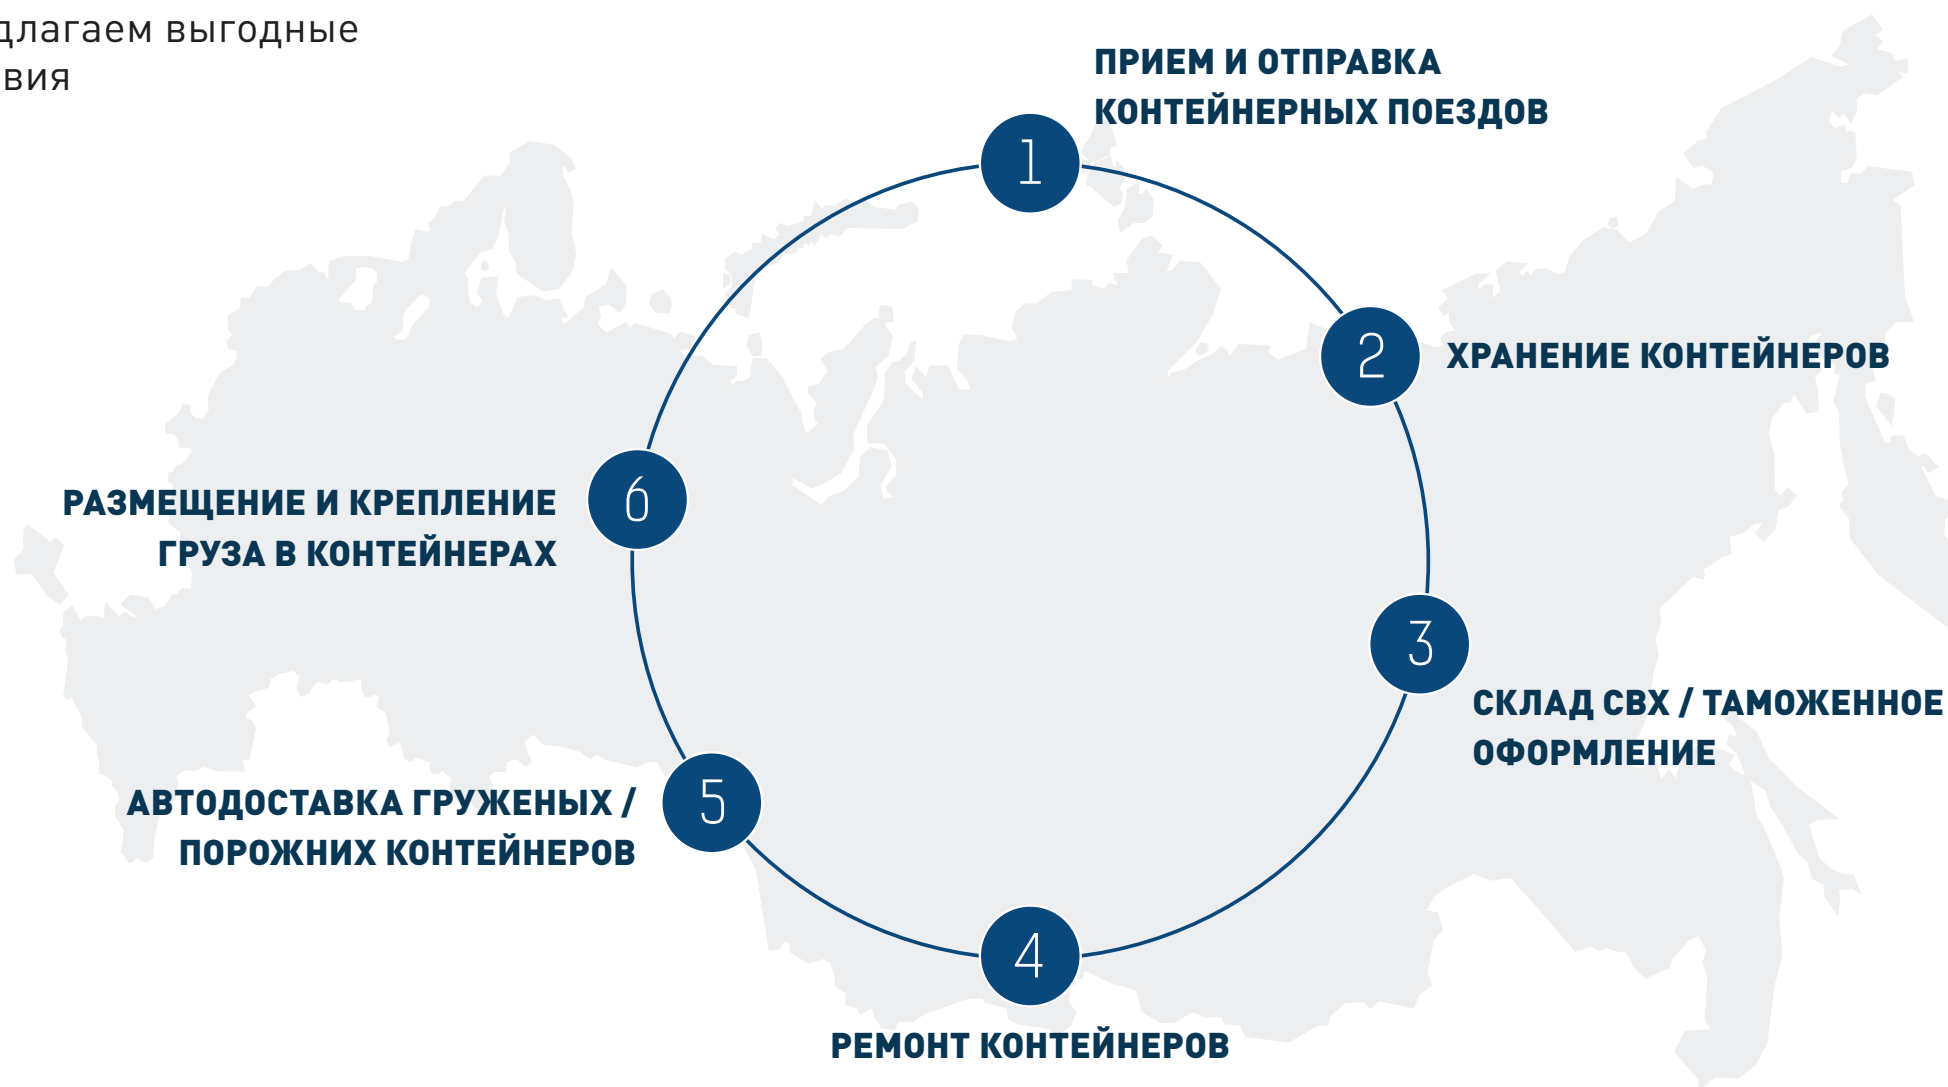 длагаем выгодные
вия
1
ПРИЕМ И ОТПРАВКА
КОНТЕЙНЕРНЫХ ПОЕЗДОВ
2
ХРАНЕНИЕ КОНТЕЙНЕРОВ
3
СКЛАД СВХ / ТАМОЖЕННОЕ
ОФОРМЛЕНИЕ
4
РЕМОНТ КОНТЕЙНЕРОВ
5
АВТОДОСТАВКА ГРУЖЕНЫХ /
ПОРОЖНИХ КОНТЕЙНЕРОВ
6
РАЗМЕЩЕНИЕ И КРЕПЛЕНИЕ
ГРУЗА В КОНТЕЙНЕРАХ